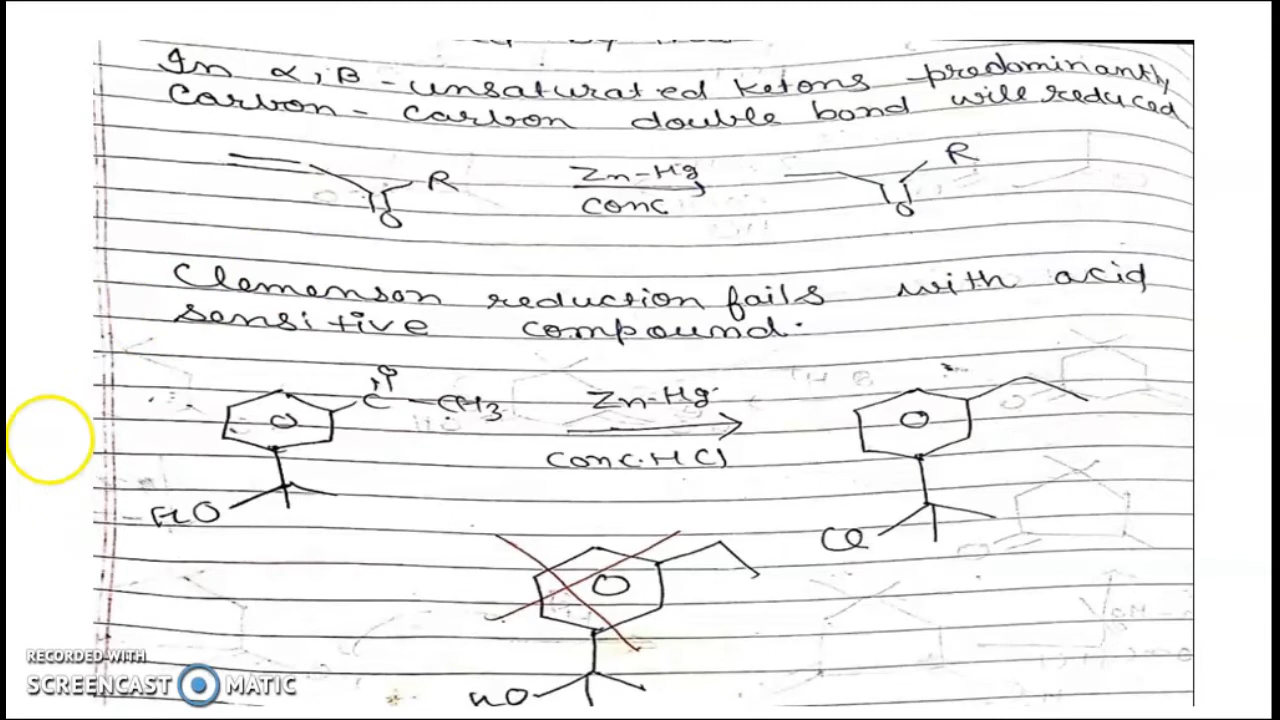 In α, β - unsaturated ketons predominantly
Carbon - Carbon double bond will reduced
R
O
Zn-Hg
Conc
R
O
Clemenson reduction fails with acid
sensitive compound.
O
C - CH3
HO
Zn-Hg
Conc. HCl
Cl
HO
RECORDED WITH
SCREENCAST MATIC